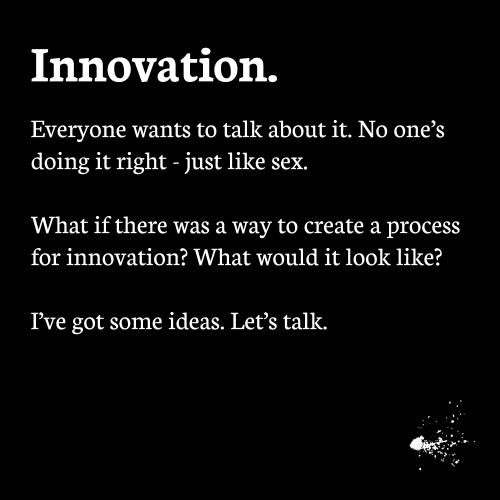 Innovation.
Everyone wants to talk about it. No one’s
doing it right - just like sex.
What if there was a way to create a process
for innovation? What would it look like?
I’ve got some ideas. Let’s talk.